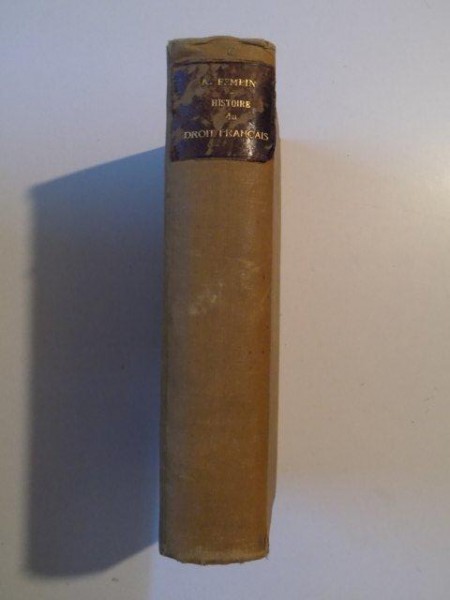 A. ESMEIN
HISTOIRE
du
DROIT FRANÇAIS